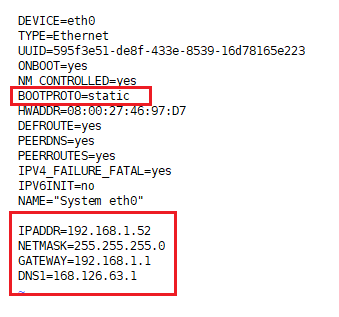 DEVICE=eth0
TYPE=Ethernet
UUID=595f3e51-de8f-433e-8539-16d78165e223
ONBOOT=yes
NM_CONTROLLED=yes
BOOTPROTO=static
HWADDR=08:00:27:46:97:D7
DEFROUTE=yes
PEERDNS=yes
PEERROUTES=yes
IPV4_FAILURE_FATAL=yes
IPV6INIT=no
NAME="System eth0"
IPADDR=192.168.1.52
NETMASK=255.255.255.0
GATEWAY=192.168.1.1
DNS1=168.126.63.1
~